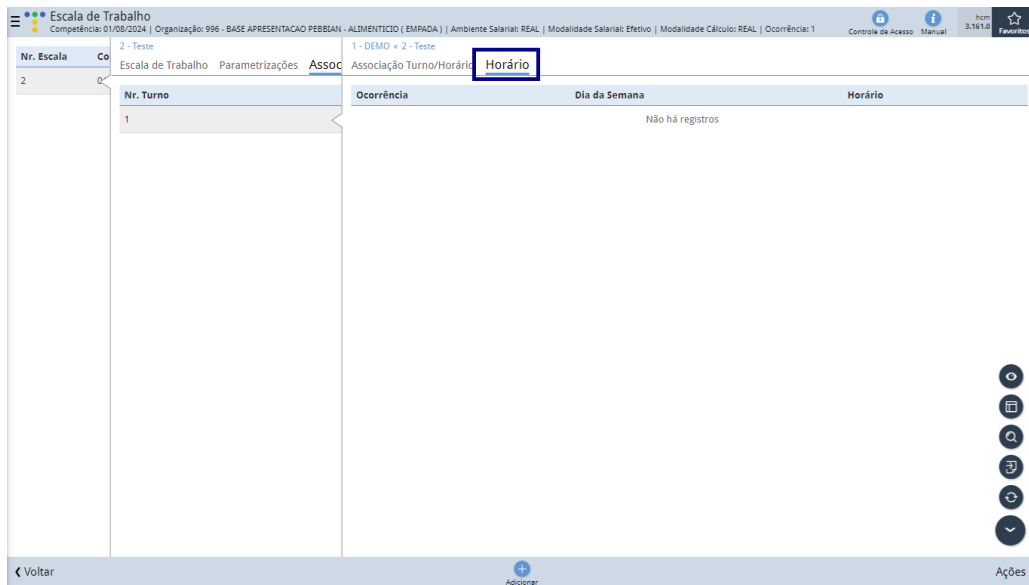 Escala de Trabalho
Competência: 01/08/2024 | Organização: 996 - BASE APRESENTACAO PEBBIAN - ALIMENTICIO ( EMPADA ) | Ambiente Salarial: REAL | Modalidade Salarial: Efetivo | Modalidade Cálculo: REAL | Ocorrência: 1
Controle de Acesso
Manual
hcm
3.161.0
Favoritos
Nr. Escala Co
2 0
2 - Teste
Escala de Trabalho Parametrizações Assoc
Nr. Turno
1
1 - DEMO « 2 - Teste
Associação Turno/Horário Horário
Ocorrência Dia da Semana Horário
Não há registros
Voltar
Adicionar
Ações